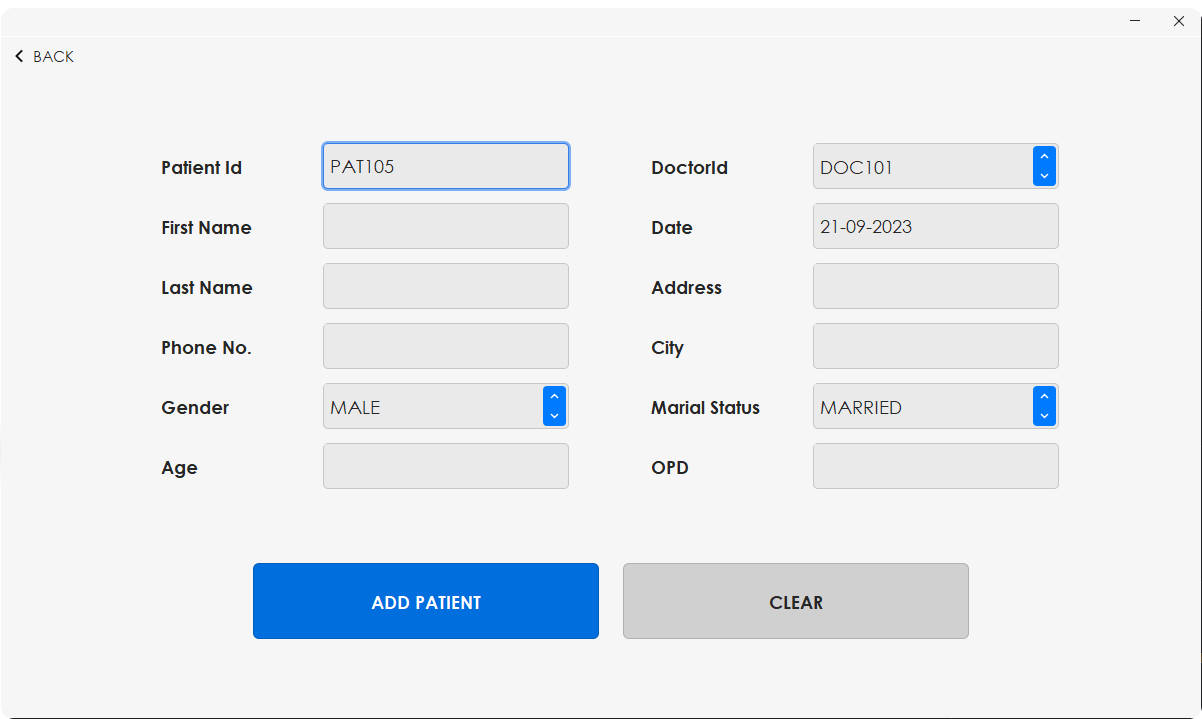 BACK
Patient Id PAT105 DoctorId DOC101
First Name Date 21-09-2023
Last Name Address
Phone No. City
Gender MALE Marial Status MARRIED
Age OPD
ADD PATIENT CLEAR